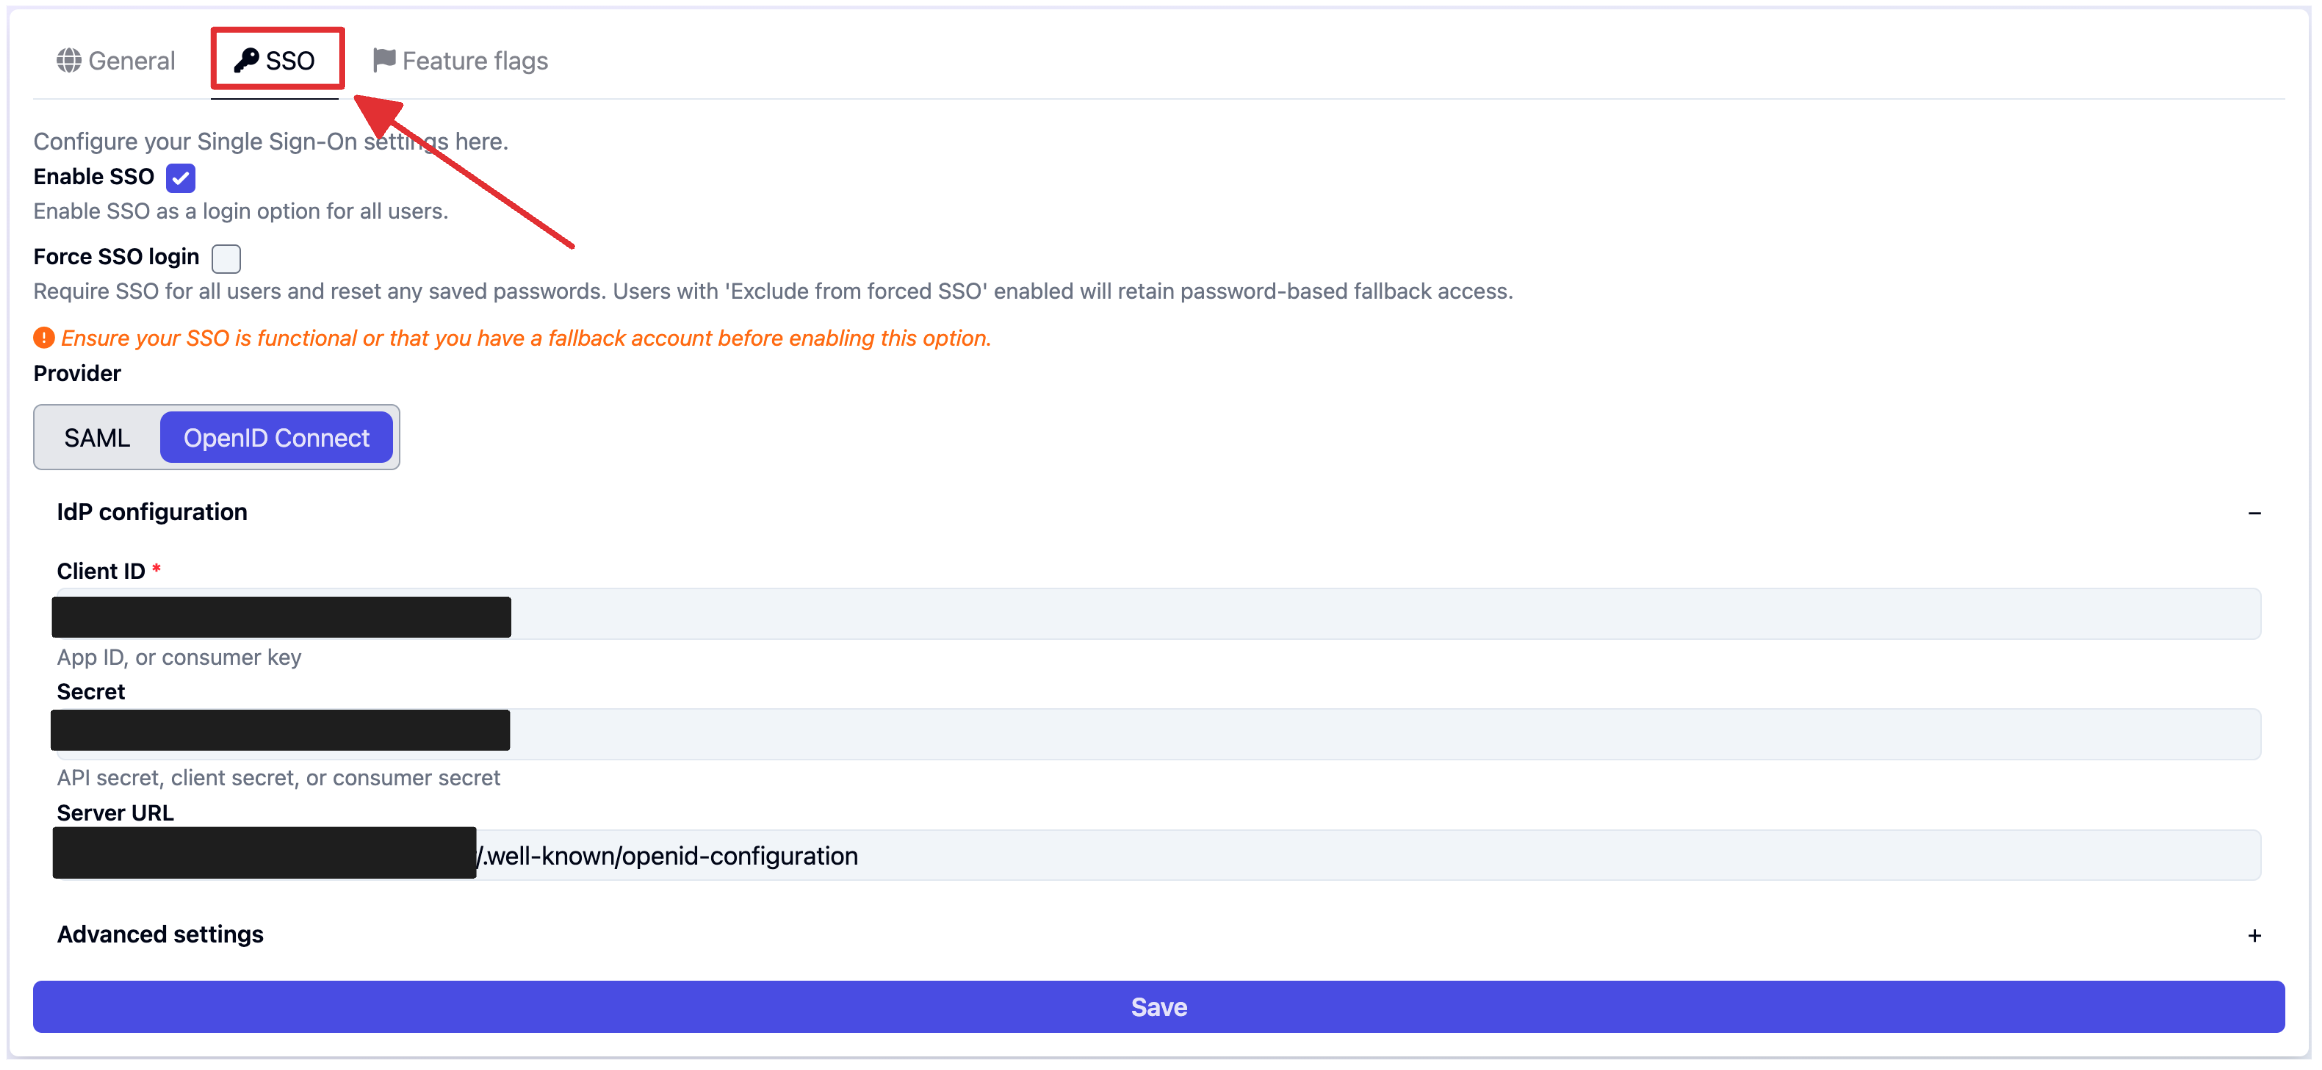 General SSO Feature flags
Configure your Single Sign-On settings here.
Enable SSO
Enable SSO as a login option for all users.
Force SSO login
Require SSO for all users and reset any saved passwords. Users with 'Exclude from forced SSO' enabled will retain password-based fallback access.
Ensure your SSO is functional or that you have a fallback account before enabling this option.
Provider
SAML OpenID Connect
IdP configuration −
Client ID *
App ID, or consumer key
Secret
API secret, client secret, or consumer secret
Server URL
/.well-known/openid-configuration
Advanced settings +
Save